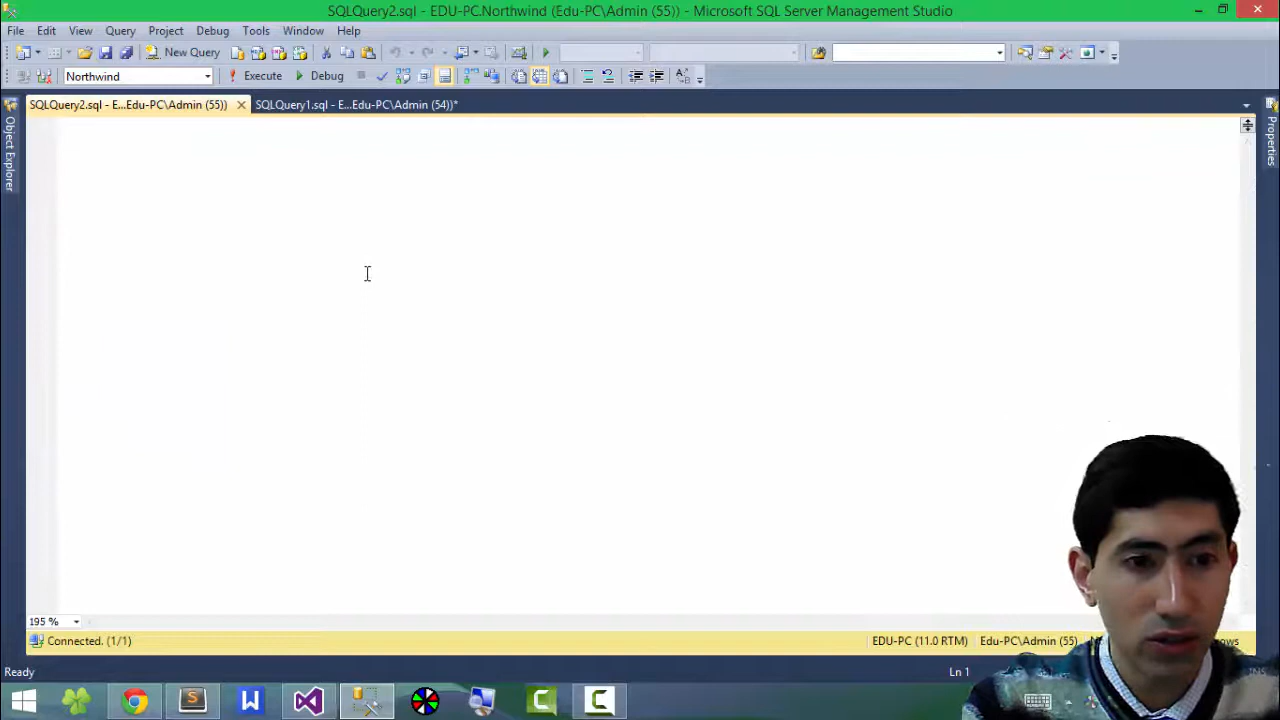 SQLQuery2.sql - EDU-PC.Northwind (Edu-PC\Admin (55)) - Microsoft SQL Server Management Studio
File Edit View Query Project Debug Tools Window Help
New Query
Northwind Execute Debug
SQLQuery2.sql - E...Edu-PC\Admin (55)) SQLQuery1.sql - E...Edu-PC\Admin (54))*
Object Explorer
Properties
195 %
Connected. (1/1) EDU-PC (11.0 RTM) Edu-PC\Admin (55)
Ready Ln 1